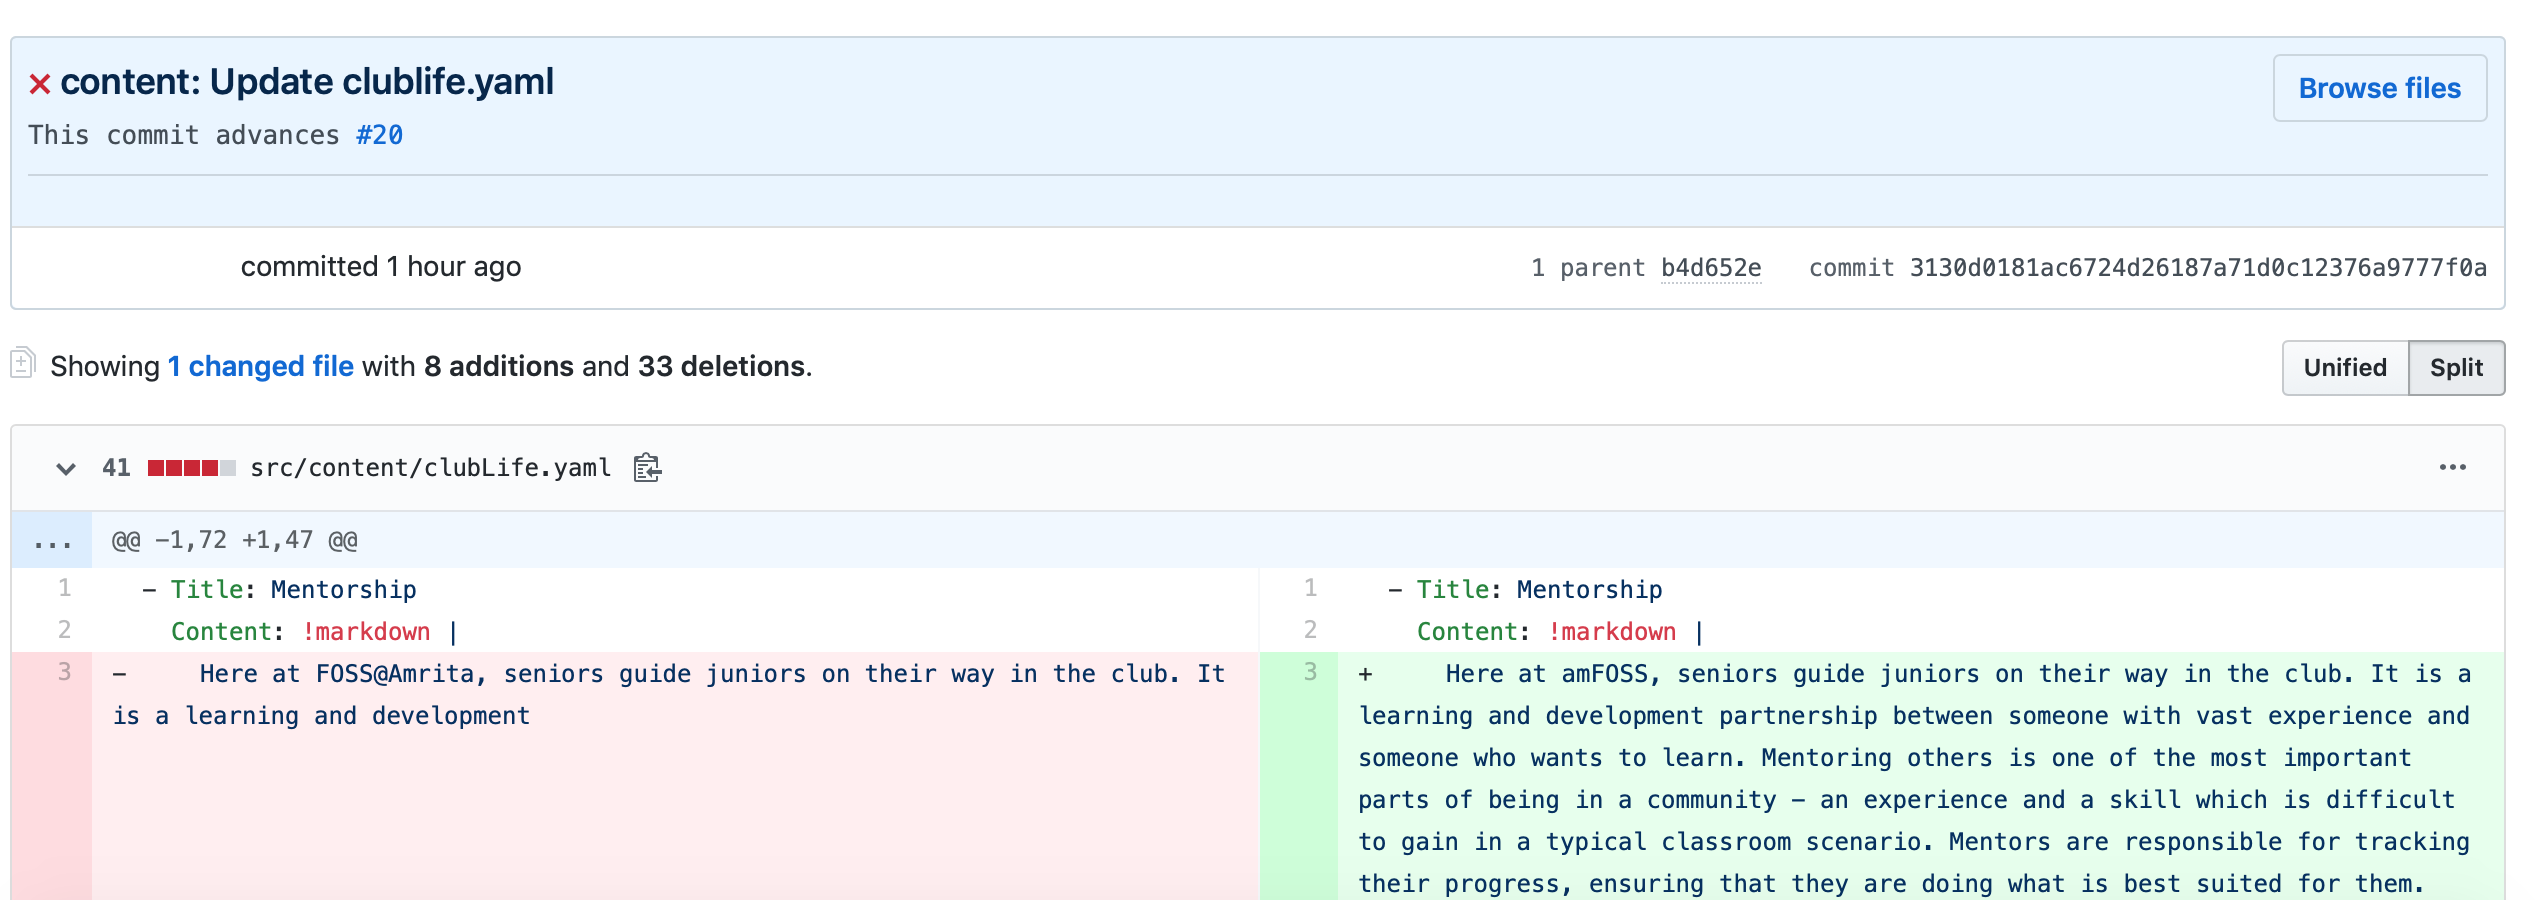 × content: Update clublife.yaml
Browse files
This commit advances #20
committed 1 hour ago
1 parent b4d652e commit 3130d0181ac6724d26187a71d0c12376a9777f0a
Showing 1 changed file with 8 additions and 33 deletions.
Unified Split
41 src/content/clubLife.yaml
...
... @@ -1,72 +1,47 @@
1 - Title: Mentorship
2 Content: !markdown |
3 - Here at FOSS@Amrita, seniors guide juniors on their way in the club. It
is a learning and development
1 - Title: Mentorship
2 Content: !markdown |
3 + Here at amFOSS, seniors guide juniors on their way in the club. It is a
learning and development partnership between someone with vast experience and
someone who wants to learn. Mentoring others is one of the most important
parts of being in a community – an experience and a skill which is difficult
to gain in a typical classroom scenario. Mentors are responsible for tracking
their progress, ensuring that they are doing what is best suited for them.